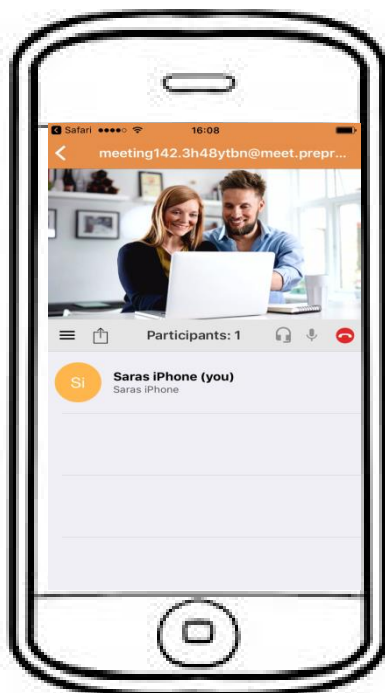 Safari 16:08
meeting142.3h48ytbn@meet.prepr...
Participants: 1
Si
Saras iPhone (you)
Saras iPhone